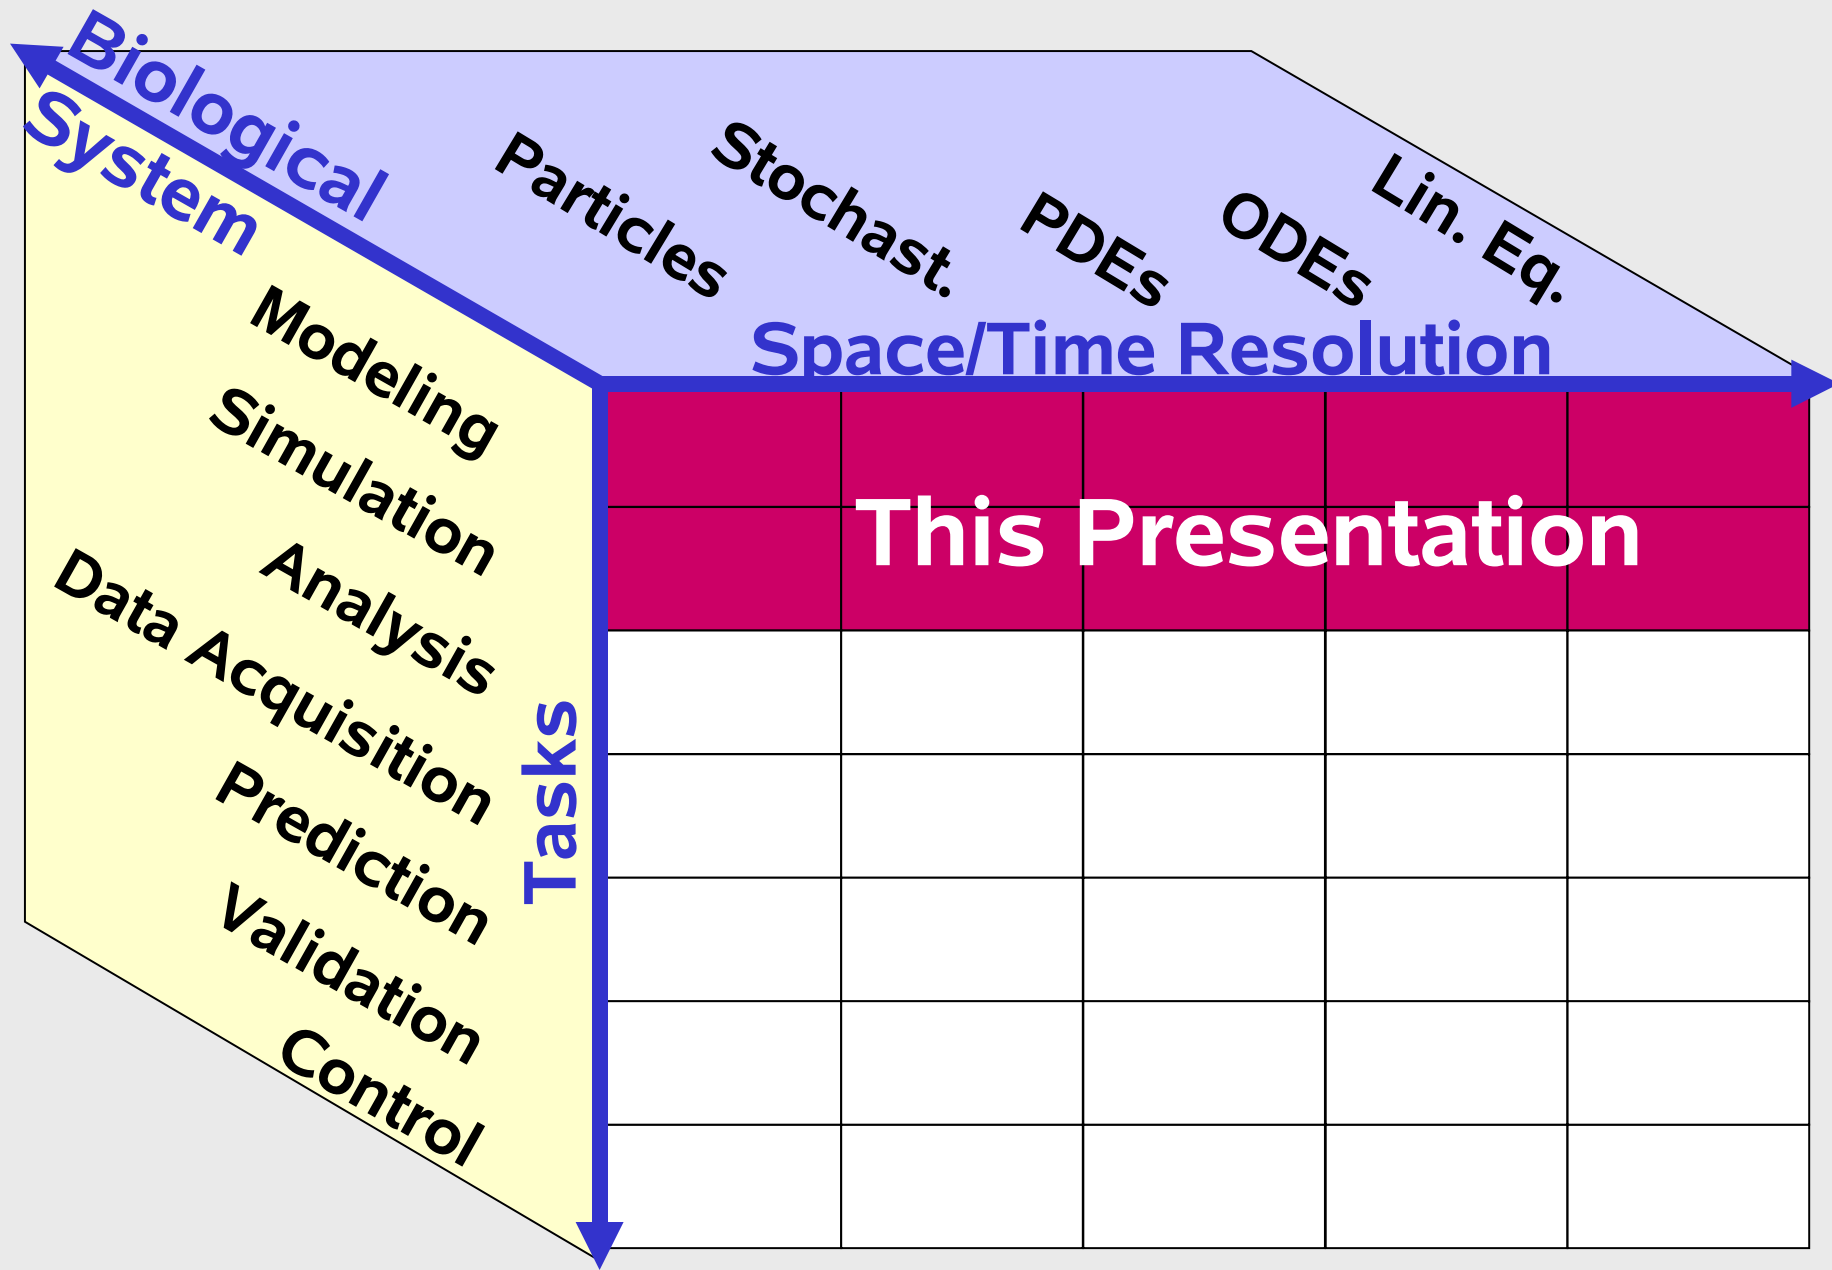 Biological
System
Particles
Stochast.
PDEs
ODEs
Lin. Eq.
Space/Time Resolution
Modeling
Simulation
Analysis
Data Acquisition
Prediction
Validation
Control
Tasks
This Presentation